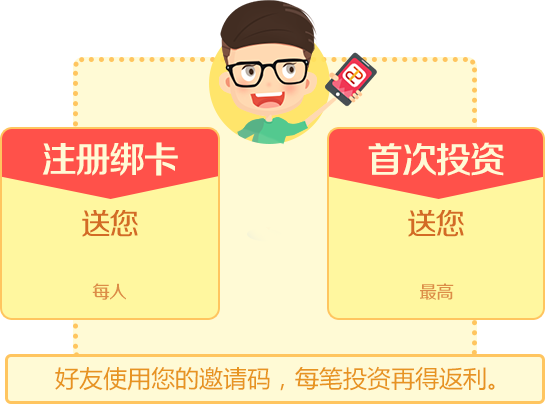 注册绑卡
送您
每人
首次投资
送您
最高
好友使用您的邀请码，每笔投资再得返利。